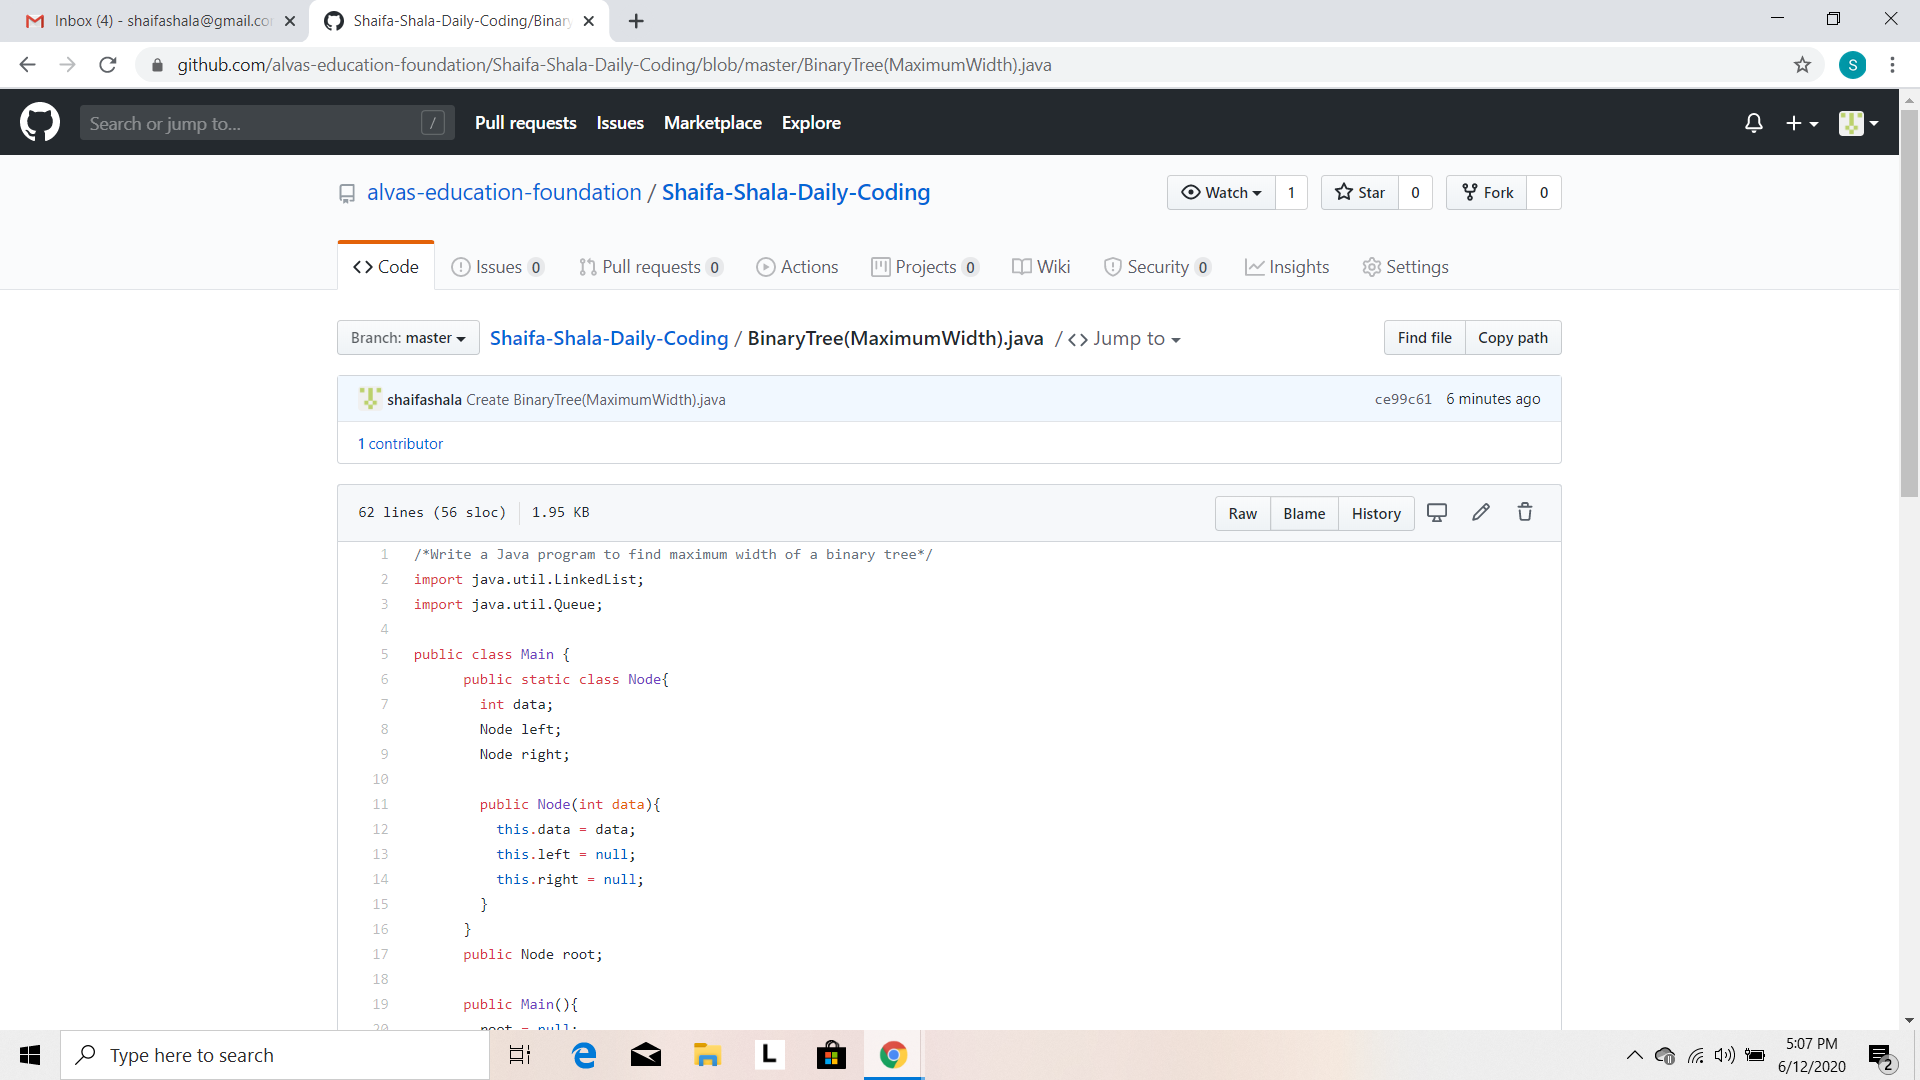 Inbox (4) - shaifashala@gmail.co
Shaifa-Shala-Daily-Coding/Binar
github.com/alvas-education-foundation/Shaifa-Shala-Daily-Coding/blob/master/BinaryTree(MaximumWidth).java
S
Search or jump to... /
Pull requests Issues Marketplace Explore
alvas-education-foundation / Shaifa-Shala-Daily-Coding
Watch 1 Star 0 Fork 0
Code Issues 0 Pull requests 0 Actions Projects 0 Wiki Security 0 Insights Settings
Branch: master Shaifa-Shala-Daily-Coding / BinaryTree(MaximumWidth).java / <> Jump to Find file Copy path
shaifashala Create BinaryTree(MaximumWidth).java ce99c61 6 minutes ago
1 contributor
62 lines (56 sloc) 1.95 KB Raw Blame History
1 /*Write a Java program to find maximum width of a binary tree*/
2 import java.util.LinkedList;
3 import java.util.Queue;
4
5 public class Main {
6 public static class Node{
7 int data;
8 Node left;
9 Node right;
10
11 public Node(int data){
12 this.data = data;
13 this.left = null;
14 this.right = null;
15 }
16 }
17 public Node root;
18
19 public Main(){
20 root = null;
Type here to search
L
5:07 PM
6/12/2020
2